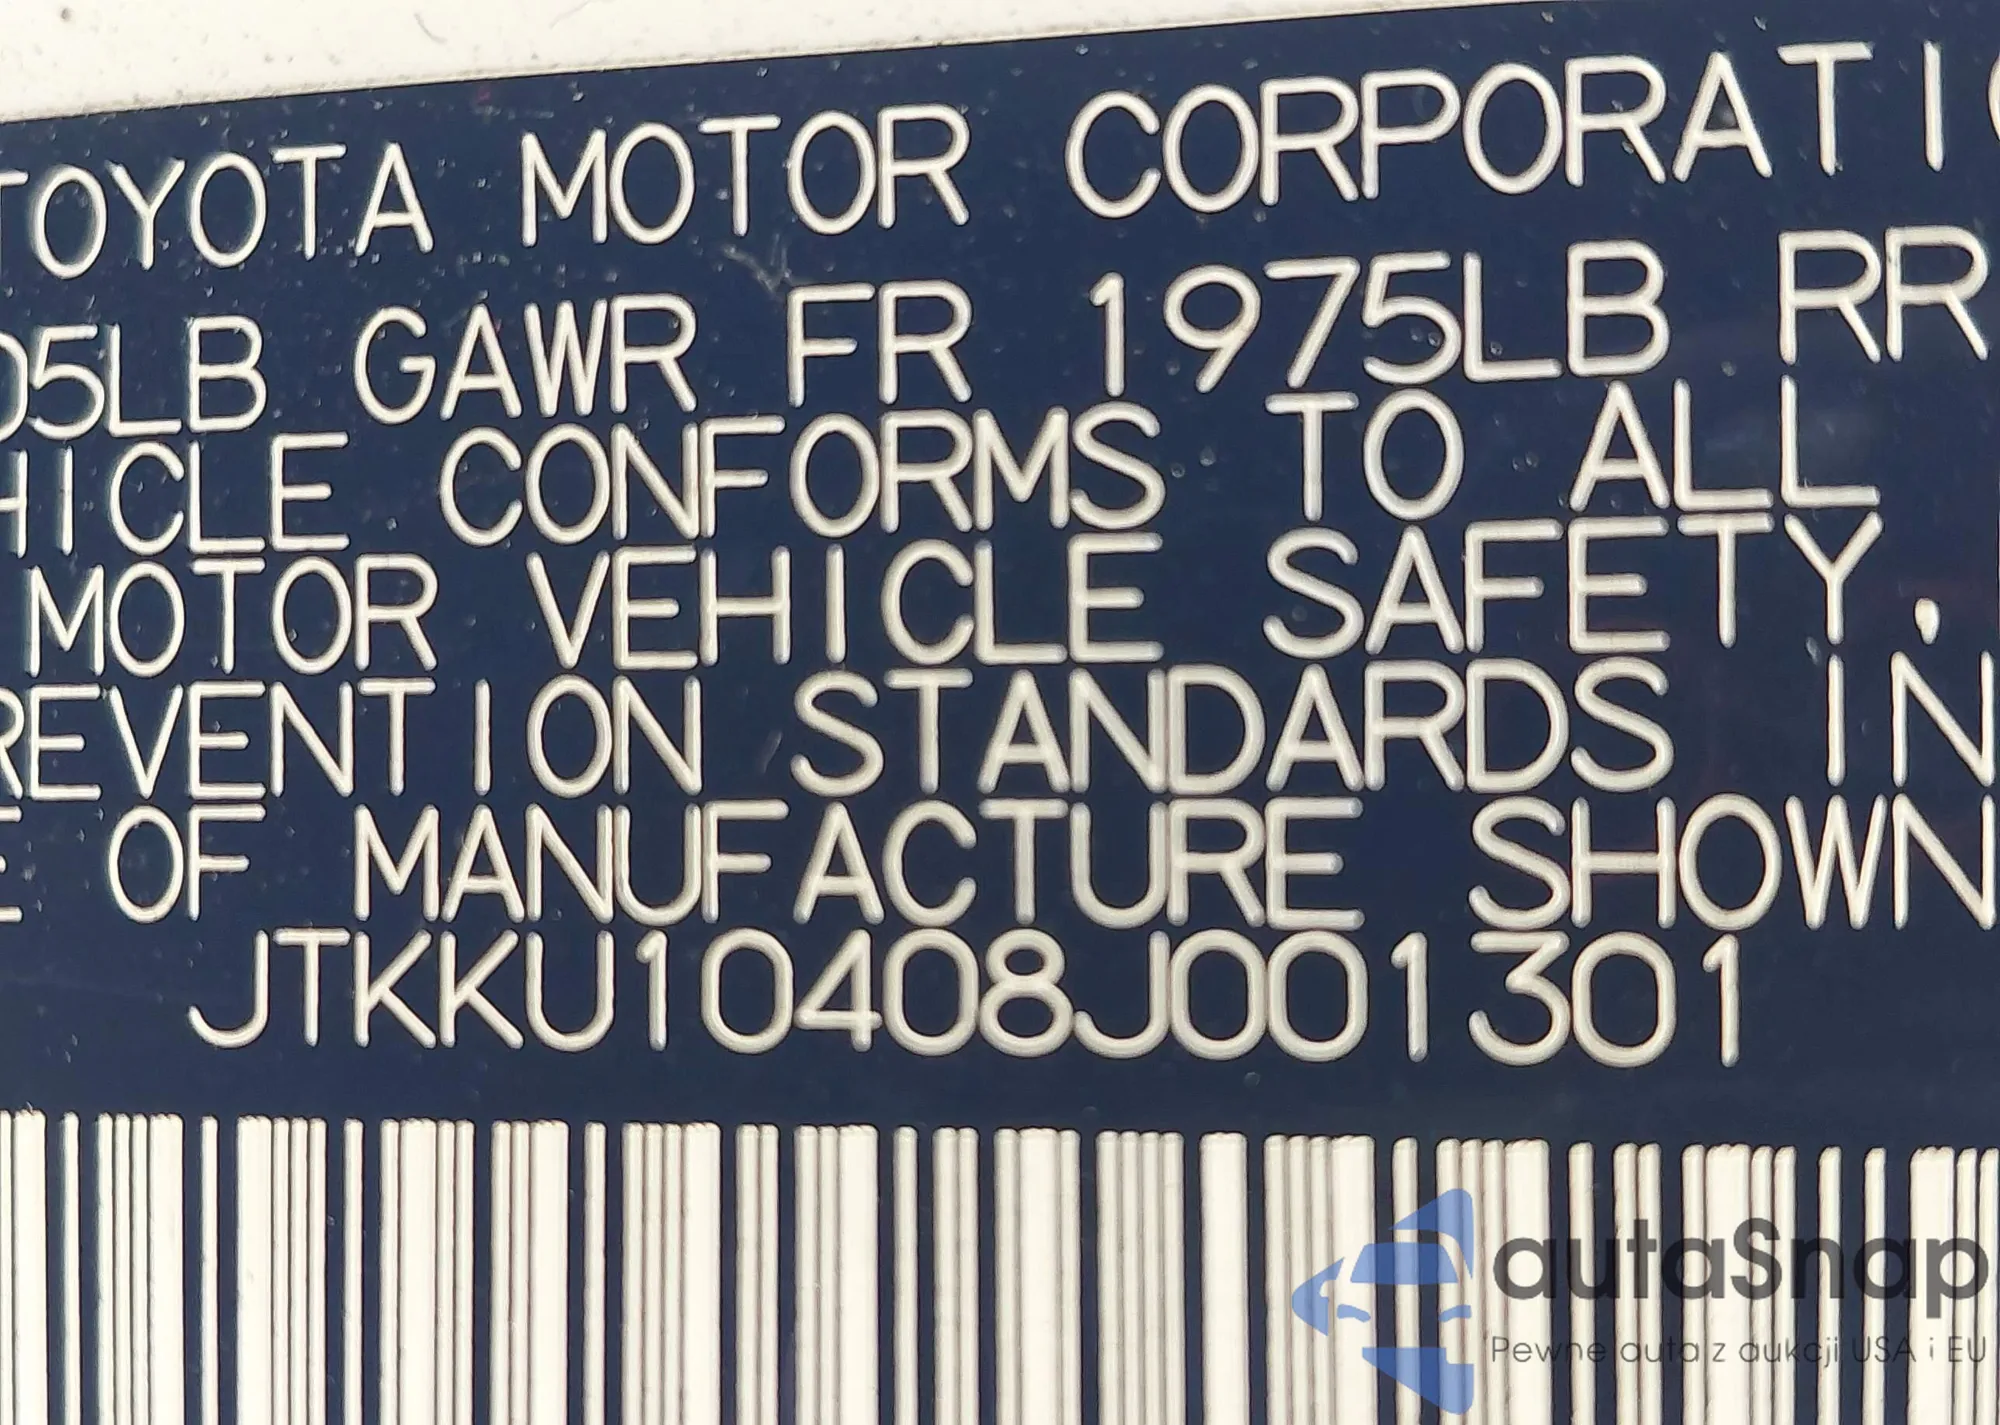 TOYOTA MOTOR CORPORATI
05LB GAWR FR 1975LB RR
HICLE CONFORMS TO ALL
MOTOR VEHICLE SAFETY,
REVENTION STANDARDS IN
E OF MANUFACTURE SHOWN
JTKKU10408J001301
autaSnap
Pewne auta z aukcji USA i EU